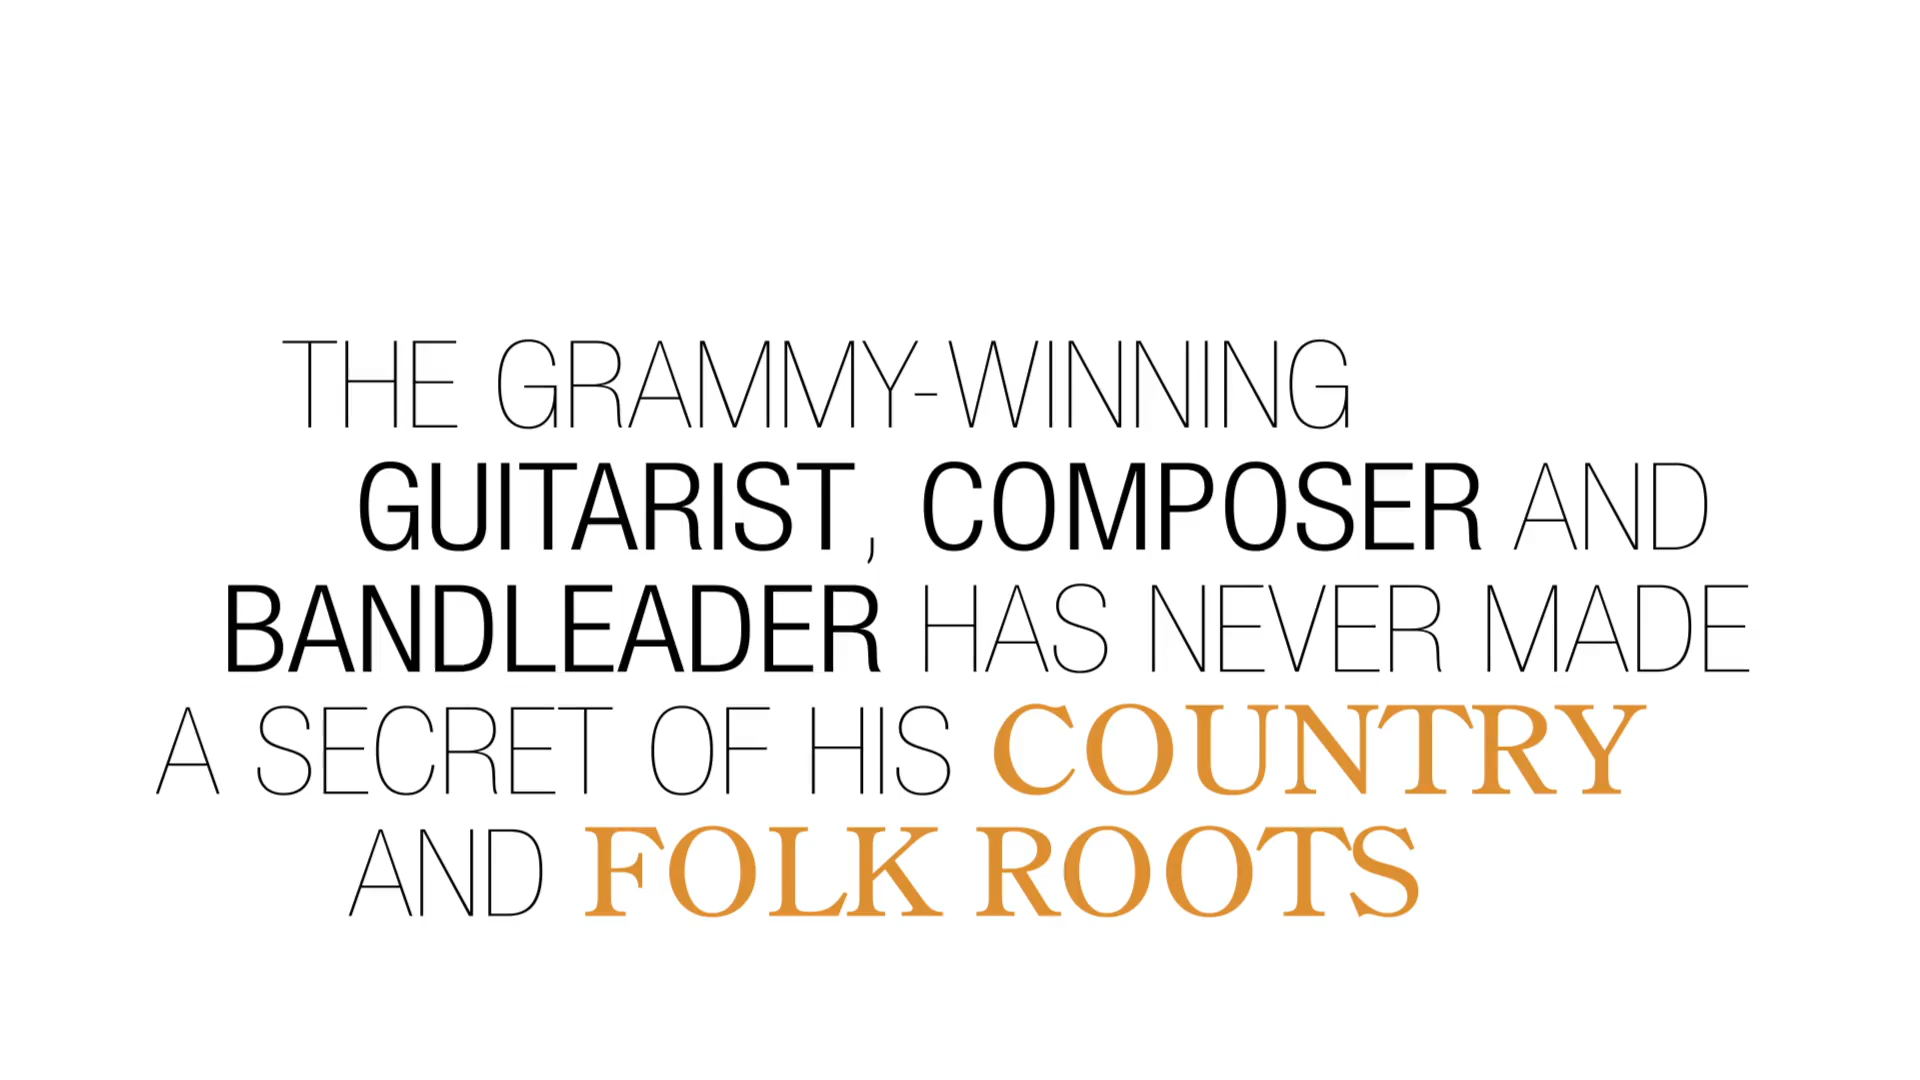 THE GRAMMY-WINNING
GUITARIST, COMPOSER AND
BANDLEADER HAS NEVER MADE
A SECRET OF HIS COUNTRY
AND FOLK ROOTS